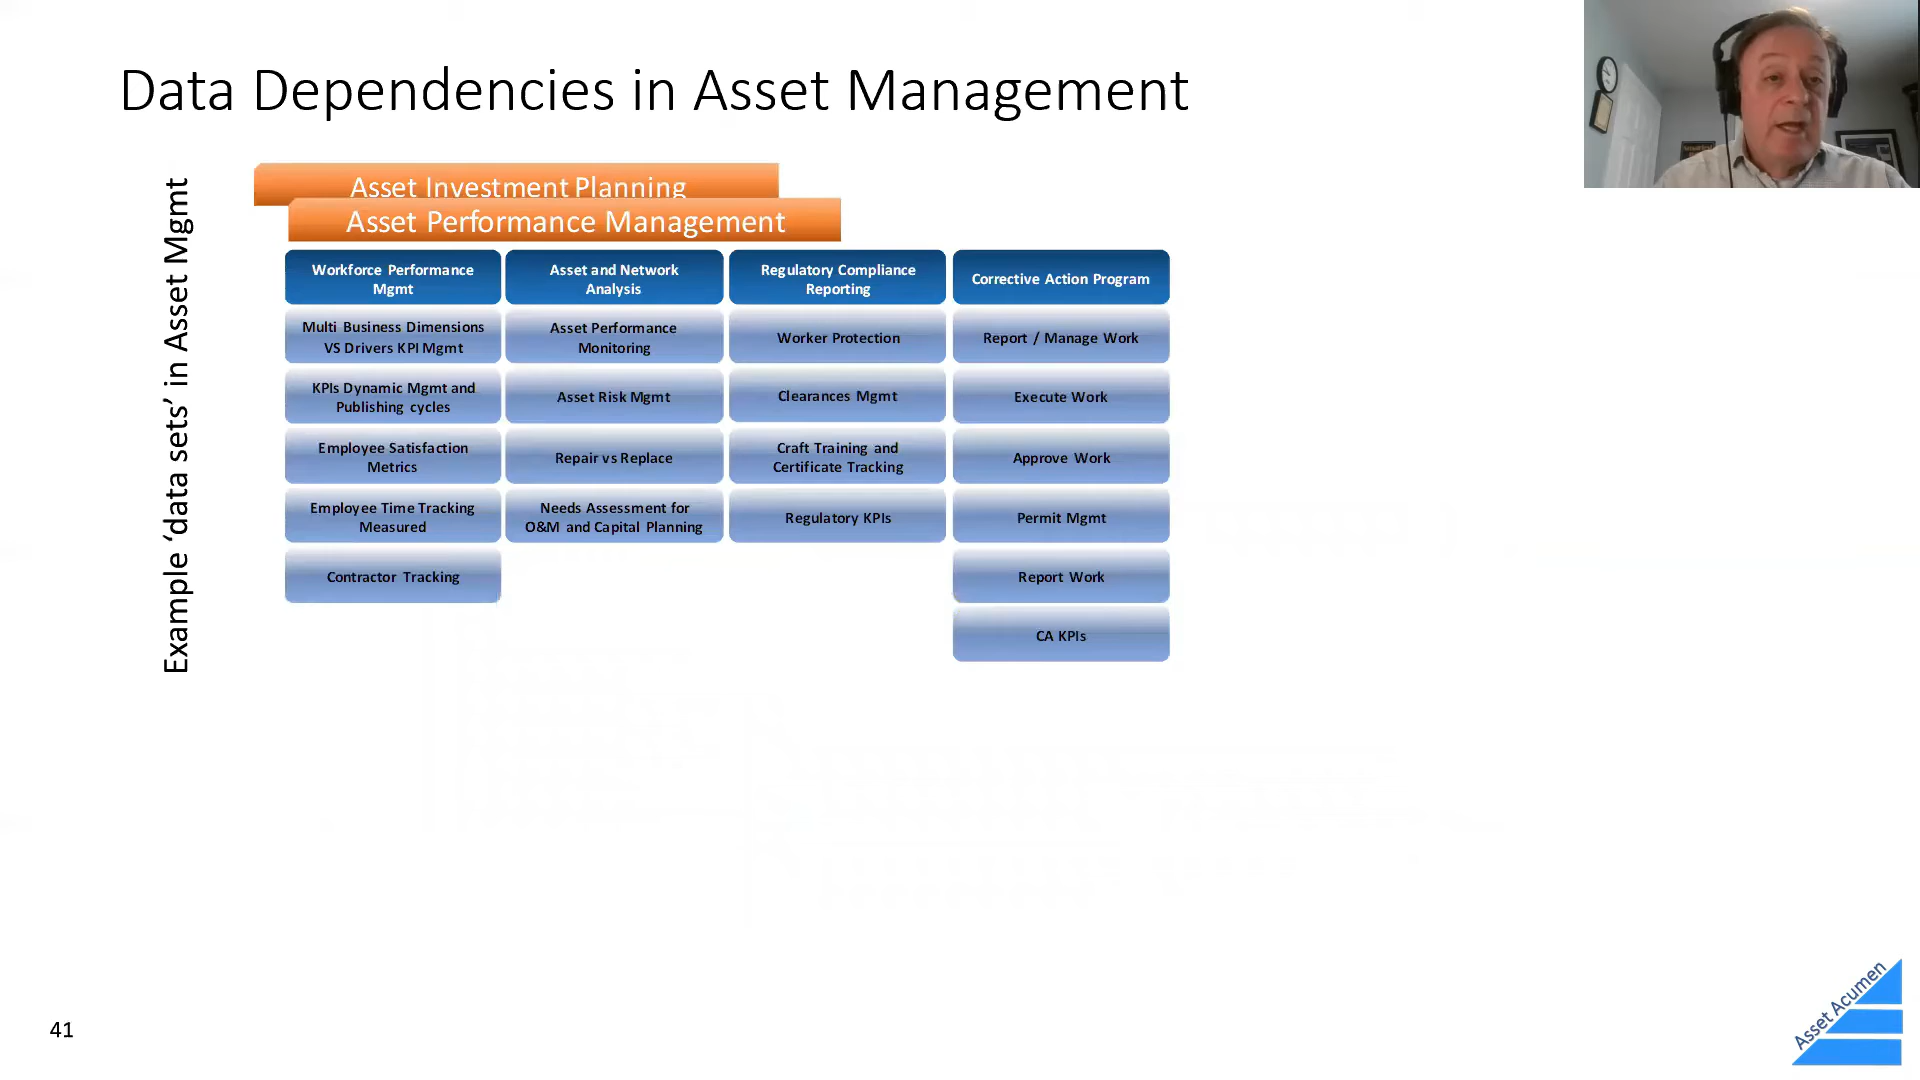 Data Dependencies in Asset Management
Example ‘data sets’ in Asset Mgmt
Asset Investment Planning
Asset Performance Management
Workforce Performance
Mgmt
Multi Business Dimensions
VS Drivers KPI Mgmt
KPIs Dynamic Mgmt and
Publishing cycles
Employee Satisfaction
Metrics
Employee Time Tracking
Measured
Contractor Tracking
Asset and Network
Analysis
Asset Performance
Monitoring
Asset Risk Mgmt
Repair vs Replace
Needs Assessment for
O&M and Capital Planning
Regulatory Compliance
Reporting
Worker Protection
Clearances Mgmt
Craft Training and
Certificate Tracking
Regulatory KPIs
Corrective Action Program
Report / Manage Work
Execute Work
Approve Work
Permit Mgmt
Report Work
CA KPIs
41
Asset Acumen